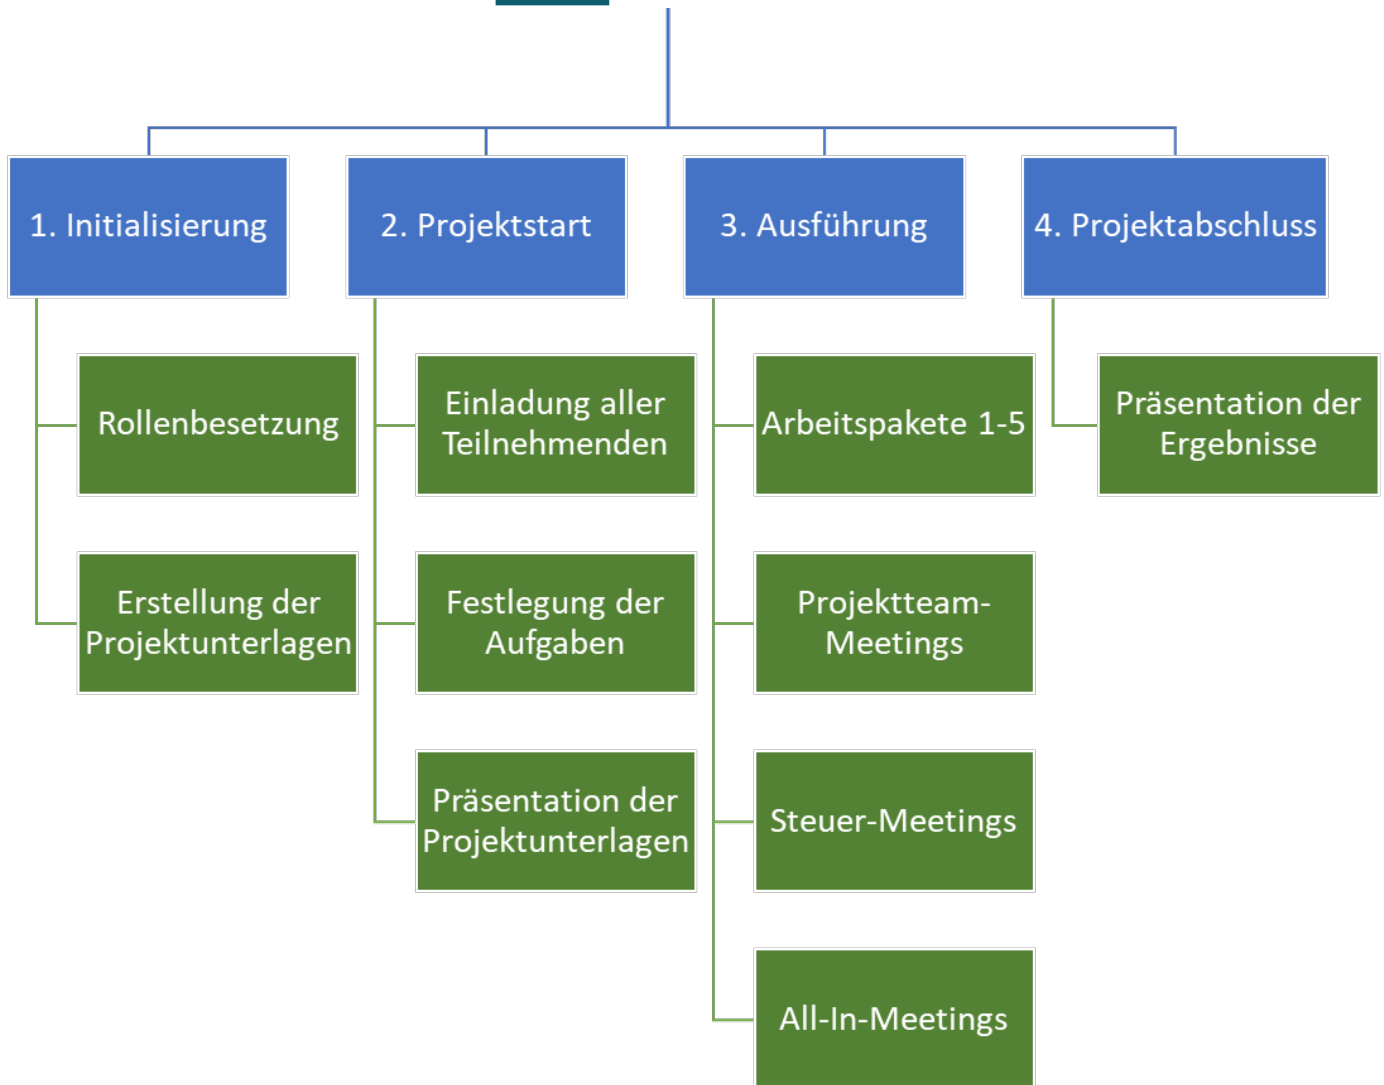 1. Initialisierung
2. Projektstart
3. Ausführung
4. Projektabschluss
Rollenbesetzung
Erstellung der
Projektunterlagen
Einladung aller
Teilnehmenden
Festlegung der
Aufgaben
Präsentation der
Projektunterlagen
Arbeitspakete 1-5
Projektteam-
Meetings
Steuer-Meetings
All-In-Meetings
Präsentation der
Ergebnisse